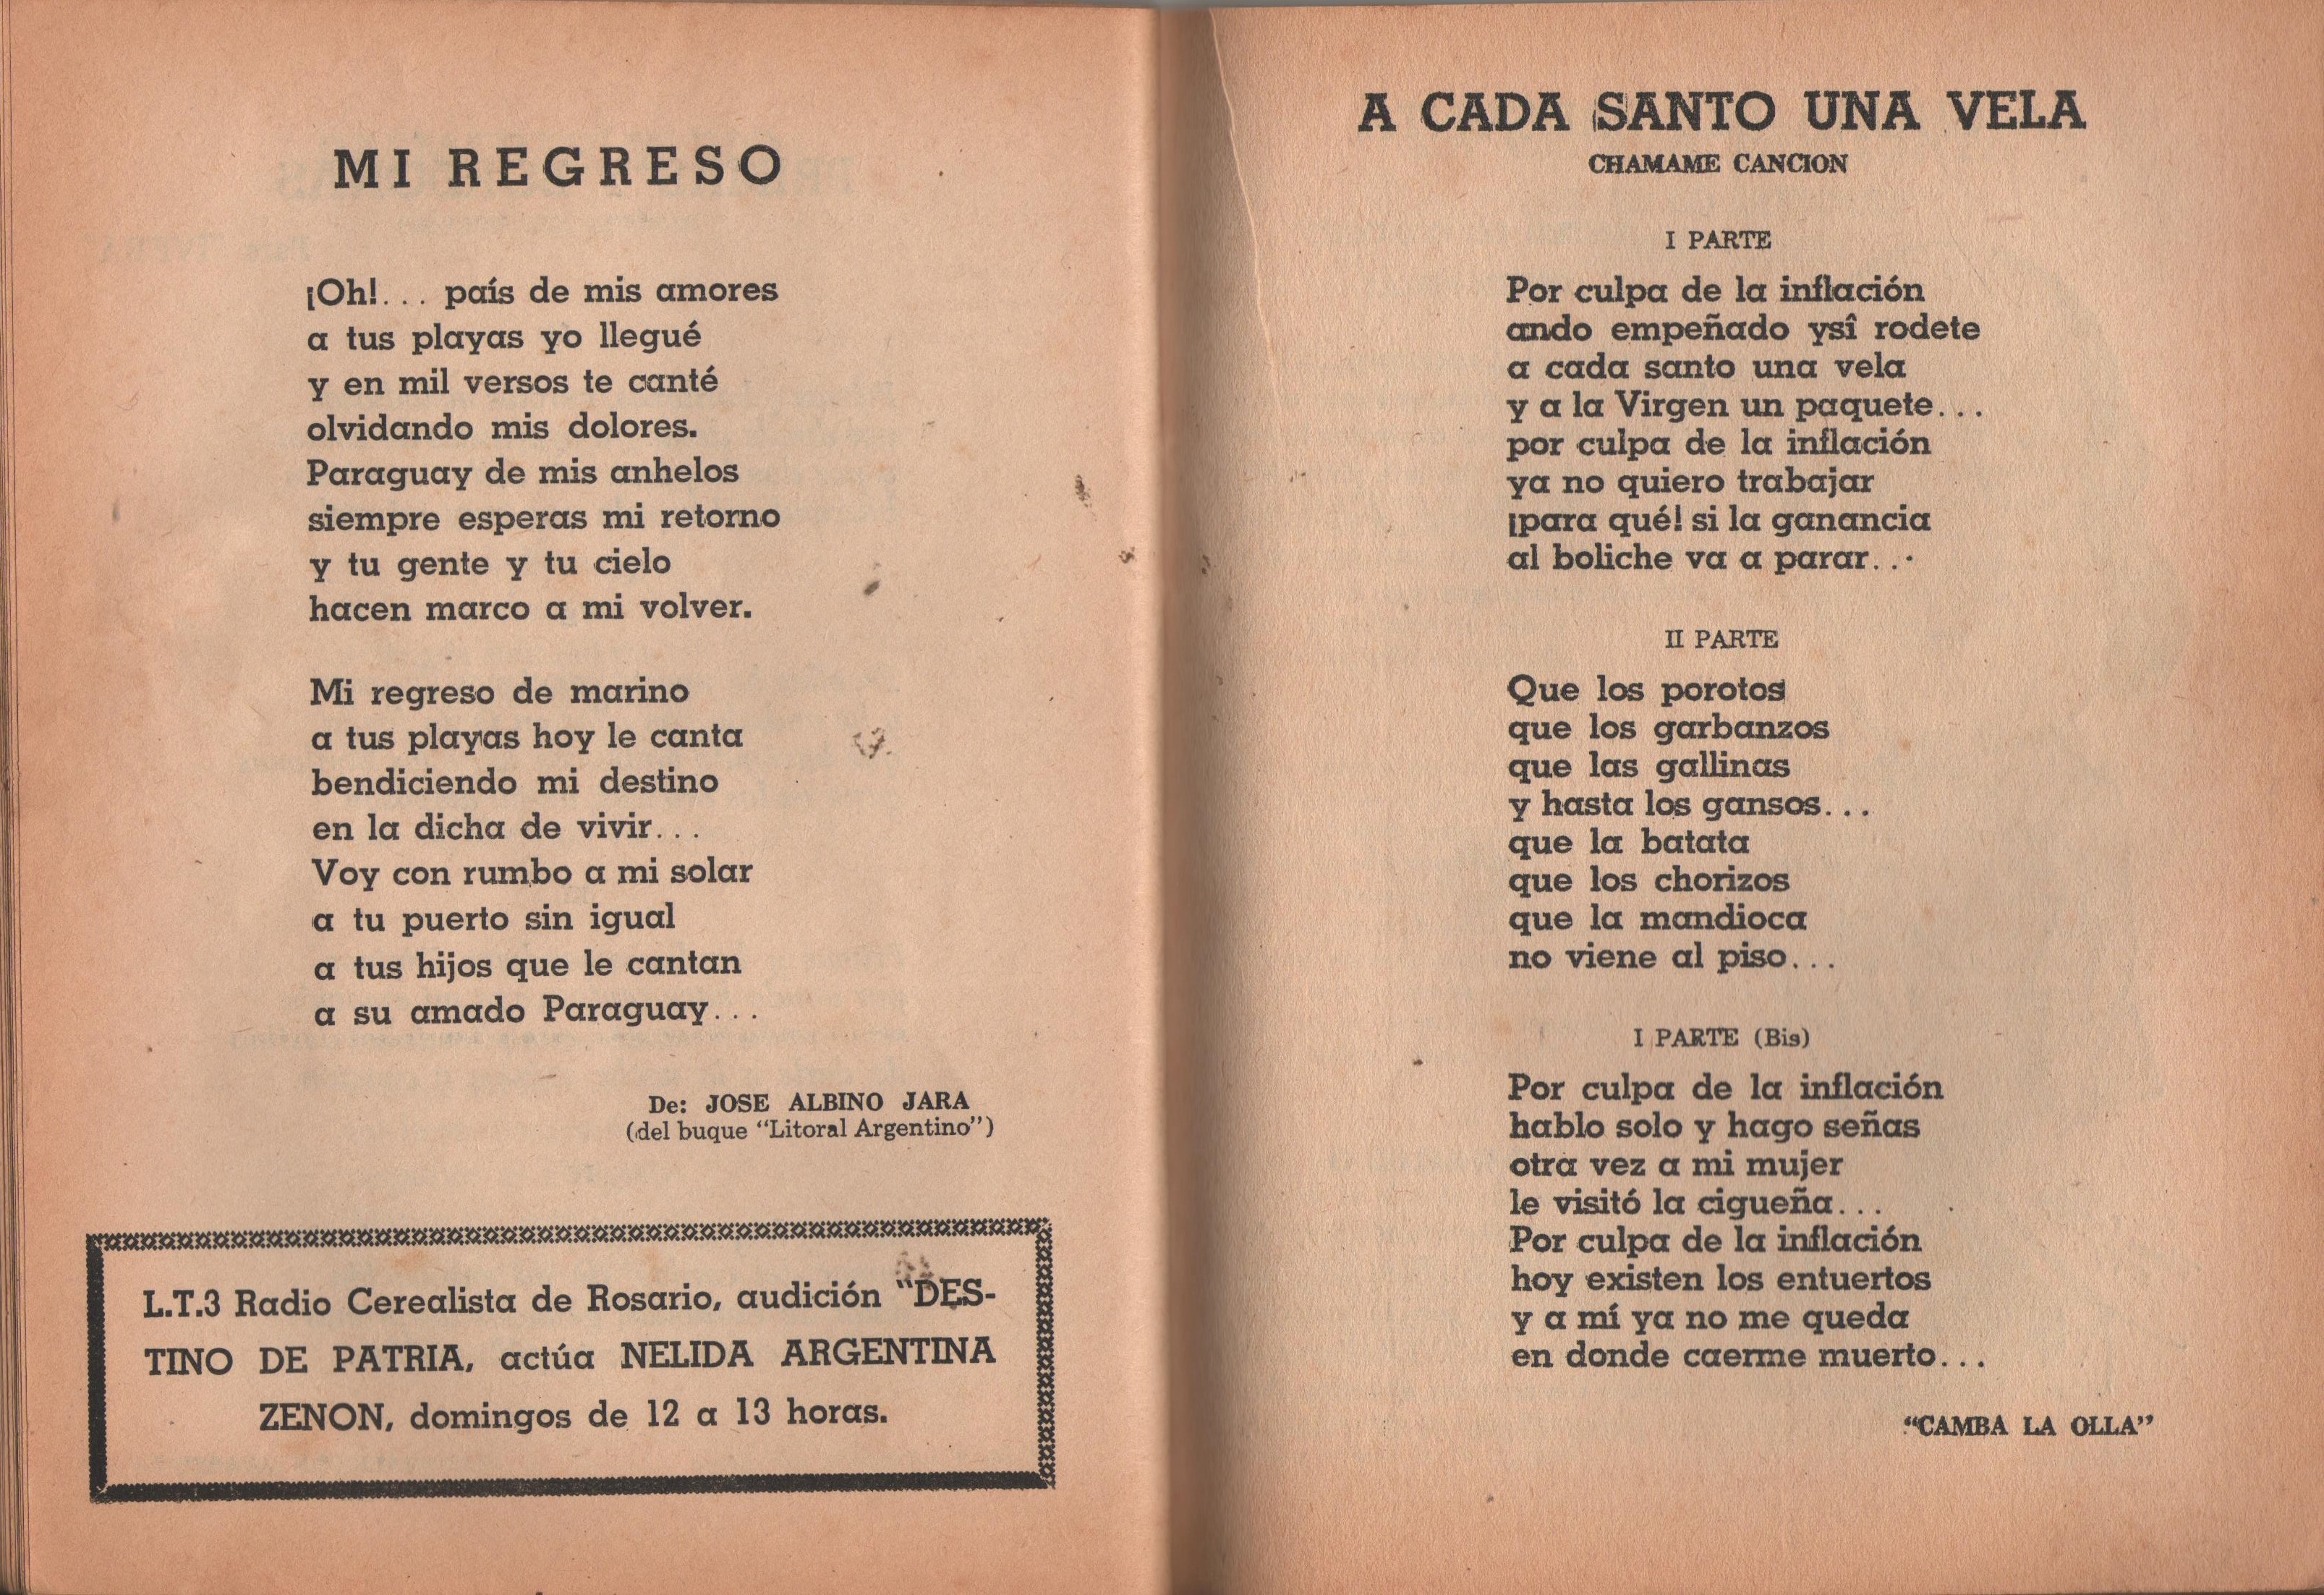 MI REGRESO
¡Oh!... país de mis amores
a tus playas yo llegué
y en mil versos te canté
olvidando mis dolores.
Paraguay de mis anhelos
siempre esperas mi retorno
y tu gente y tu cielo
hacen marco a mi volver.
Mi regreso de marino
a tus playas hoy le canta
bendiciendo mi destino
en la dicha de vivir...
Voy con rumbo a mi solar
a tu puerto sin igual
a tus hijos que le cantan
a su amado Paraguay...
De: JOSE ALBINO JARA
(del buque "Litoral Argentino")
L.T.3 Radio Cerealista de Rosario, audición "DES-
TINO DE PATRIA, actúa NELIDA ARGENTINA
ZENON, domingos de 12 a 13 horas.
A CADA SANTO UNA VELA
CHAMAME CANCION
I PARTE
Por culpa de la inflación
ando empeñado ysî rodete
a cada santo una vela
y a la Virgen un paquete...
por culpa de la inflación
ya no quiero trabajar
¡para qué! si la ganancia
al boliche va a parar...
II PARTE
Que los porotos
que los garbanzos
que las gallinas
y hasta los gansos...
que la batata
que los chorizos
que la mandioca
no viene al piso...
I PARTE (Bis)
Por culpa de la inflación
hablo solo y hago señas
otra vez a mi mujer
le visitó la cigueña...
Por culpa de la inflación
hoy existen los entuertos
y a mí ya no me queda
en donde caerme muerto...
"CAMBA LA OLLA"